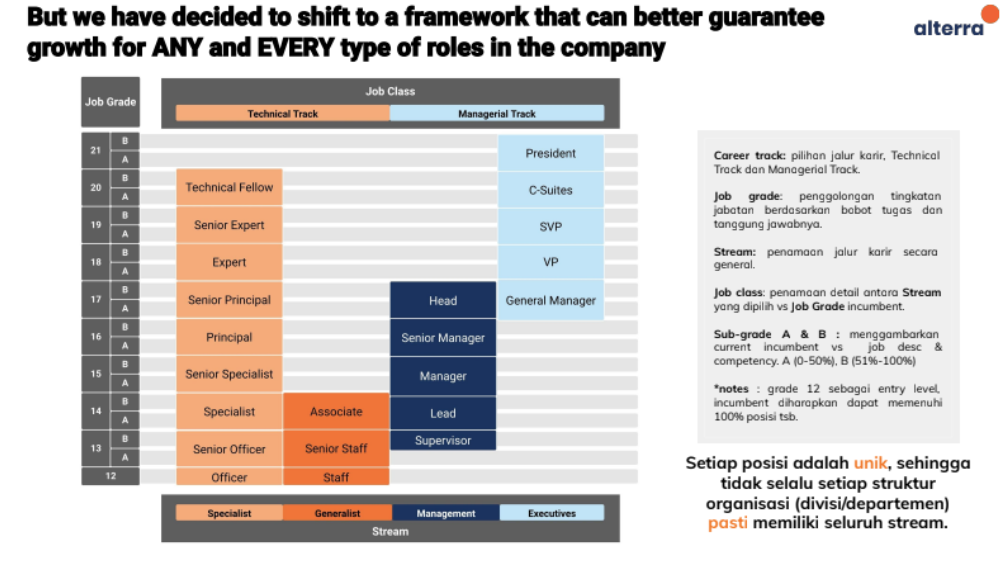 But we have decided to shift to a framework that can better guarantee
growth for ANY and EVERY type of roles in the company
alterra
Job Grade
Job Class
Technical Track
Managerial Track
21
B
A
President
20
B
A
Technical Fellow
C-Suites
19
B
A
Senior Expert
SVP
18
B
A
Expert
VP
17
B
A
Senior Principal
Head
General Manager
16
B
A
Principal
Senior Manager
15
B
A
Senior Specialist
Manager
14
B
A
Specialist
Associate
Lead
13
B
A
Senior Officer
Senior Staff
Supervisor
12
Officer
Staff
Specialist
Generalist
Management
Executives
Stream
Career track: pilihan jalur karir, Technical
Track dan Managerial Track.
Job grade: penggolongan tingkatan
jabatan berdasarkan bobot tugas dan
tanggung jawabnya.
Stream: penamaan jalur karir secara
general.
Job class: penamaan detail antara Stream
yang dipilih vs Job Grade incumbent.
Sub-grade A & B : menggambarkan
current incumbent vs job desc &
competency. A (0-50%), B (51%-100%)
*notes : grade 12 sebagai entry level,
incumbent diharapkan dapat memenuhi
100% posisi tsb.
Setiap posisi adalah unik, sehingga
tidak selalu setiap struktur
organisasi (divisi/departemen)
pasti memiliki seluruh stream.